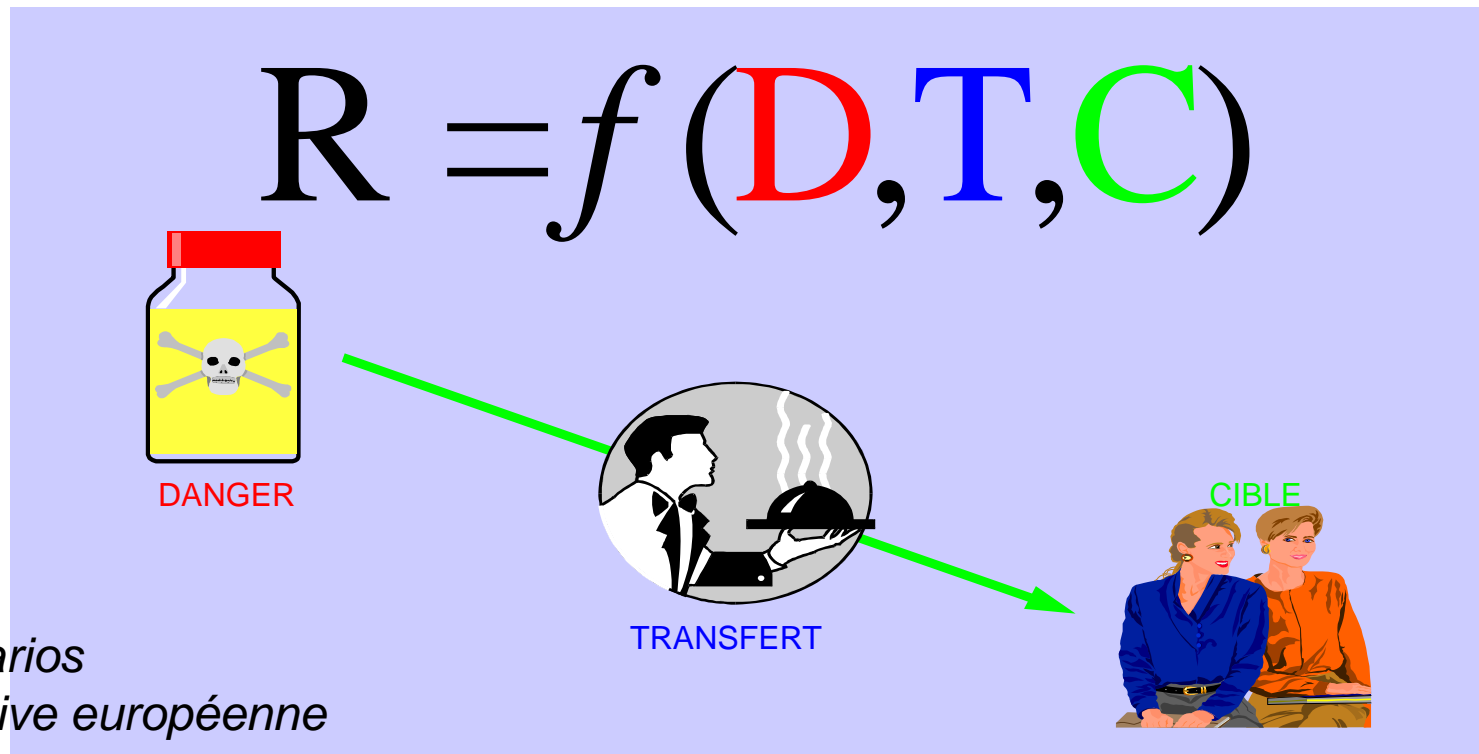 R = f (D,T,C)
DANGER
CIBLE
TRANSFERT
arios
ive européenne